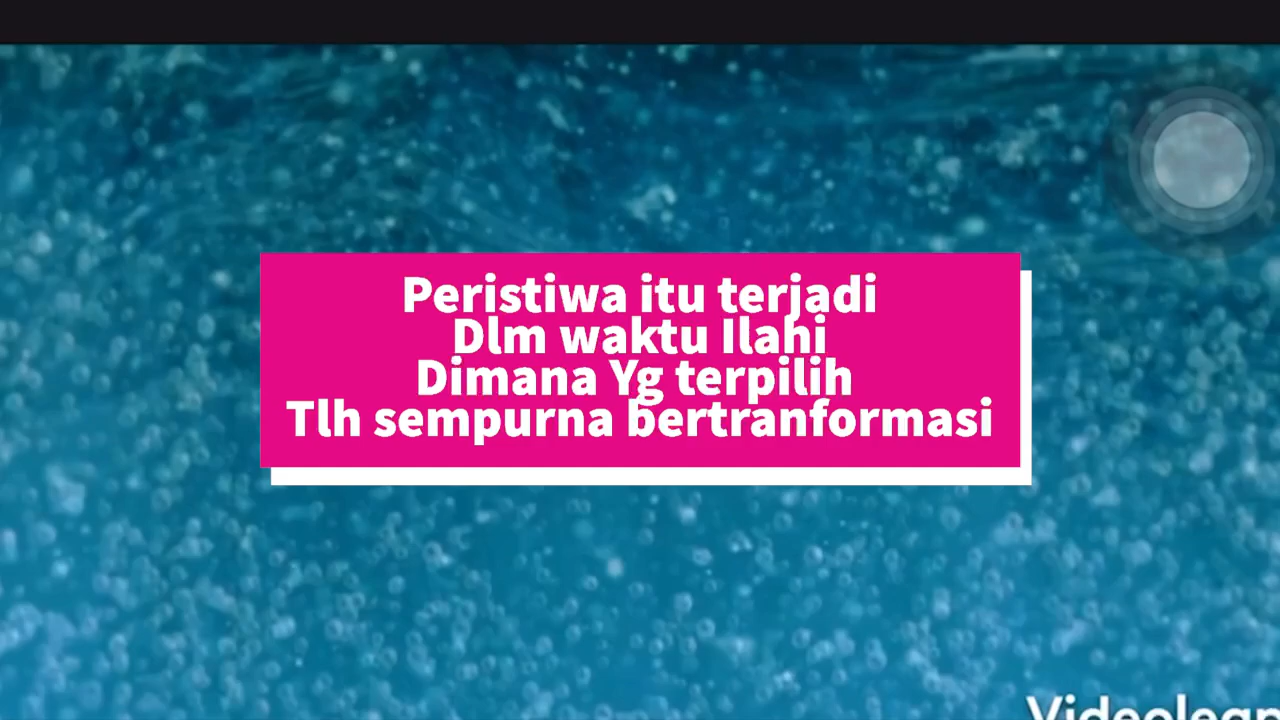 Peristiwa itu terjadi
Dlm waktu Ilahi
Dimana Yg terpilih
Tlh sempurna bertranformasi